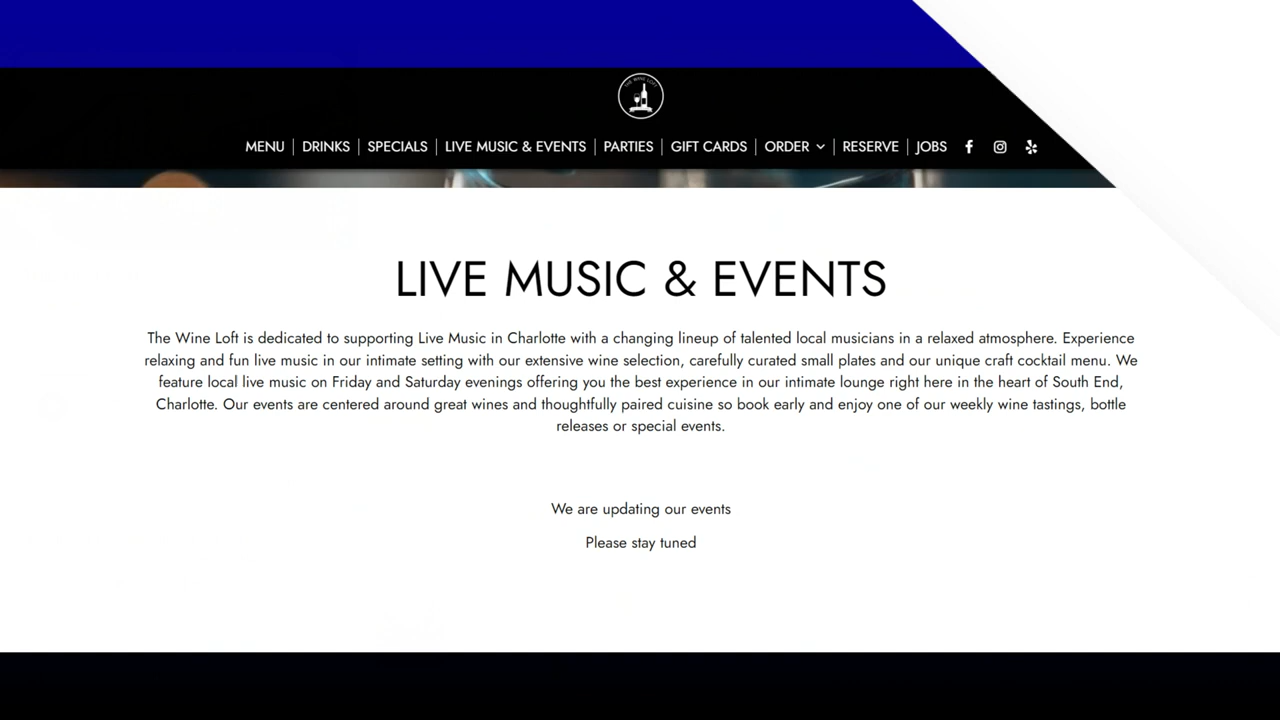 THE WINE LOFT
MENU DRINKS SPECIALS LIVE MUSIC & EVENTS PARTIES GIFT CARDS ORDER RESERVE JOBS
LIVE MUSIC & EVENTS
The Wine Loft is dedicated to supporting Live Music in Charlotte with a changing lineup of talented local musicians in a relaxed atmosphere. Experience
relaxing and fun live music in our intimate setting with our extensive wine selection, carefully curated small plates and our unique craft cocktail menu. We
feature local live music on Friday and Saturday evenings offering you the best experience in our intimate lounge right here in the heart of South End,
Charlotte. Our events are centered around great wines and thoughtfully paired cuisine so book early and enjoy one of our weekly wine tastings, bottle
releases or special events.
We are updating our events
Please stay tuned